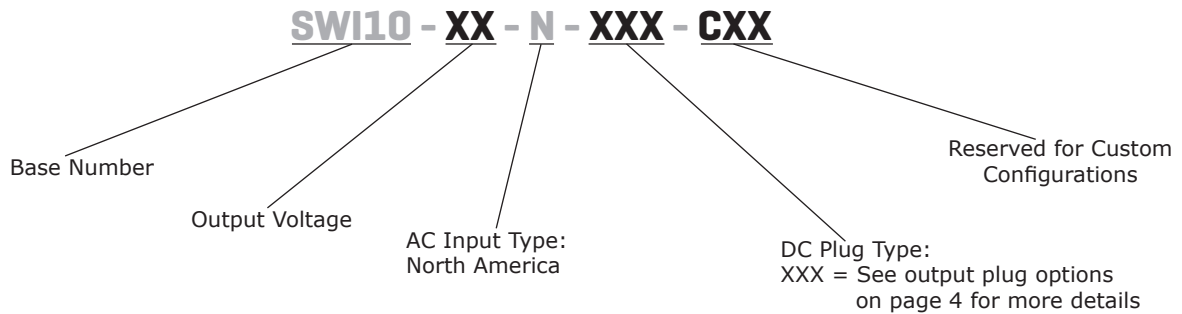 SWI10 - XX - N - XXX - CXX
Base Number
Output Voltage
AC Input Type:
North America
DC Plug Type:
XXX = See output plug options
on page 4 for more details
Reserved for Custom
Configurations